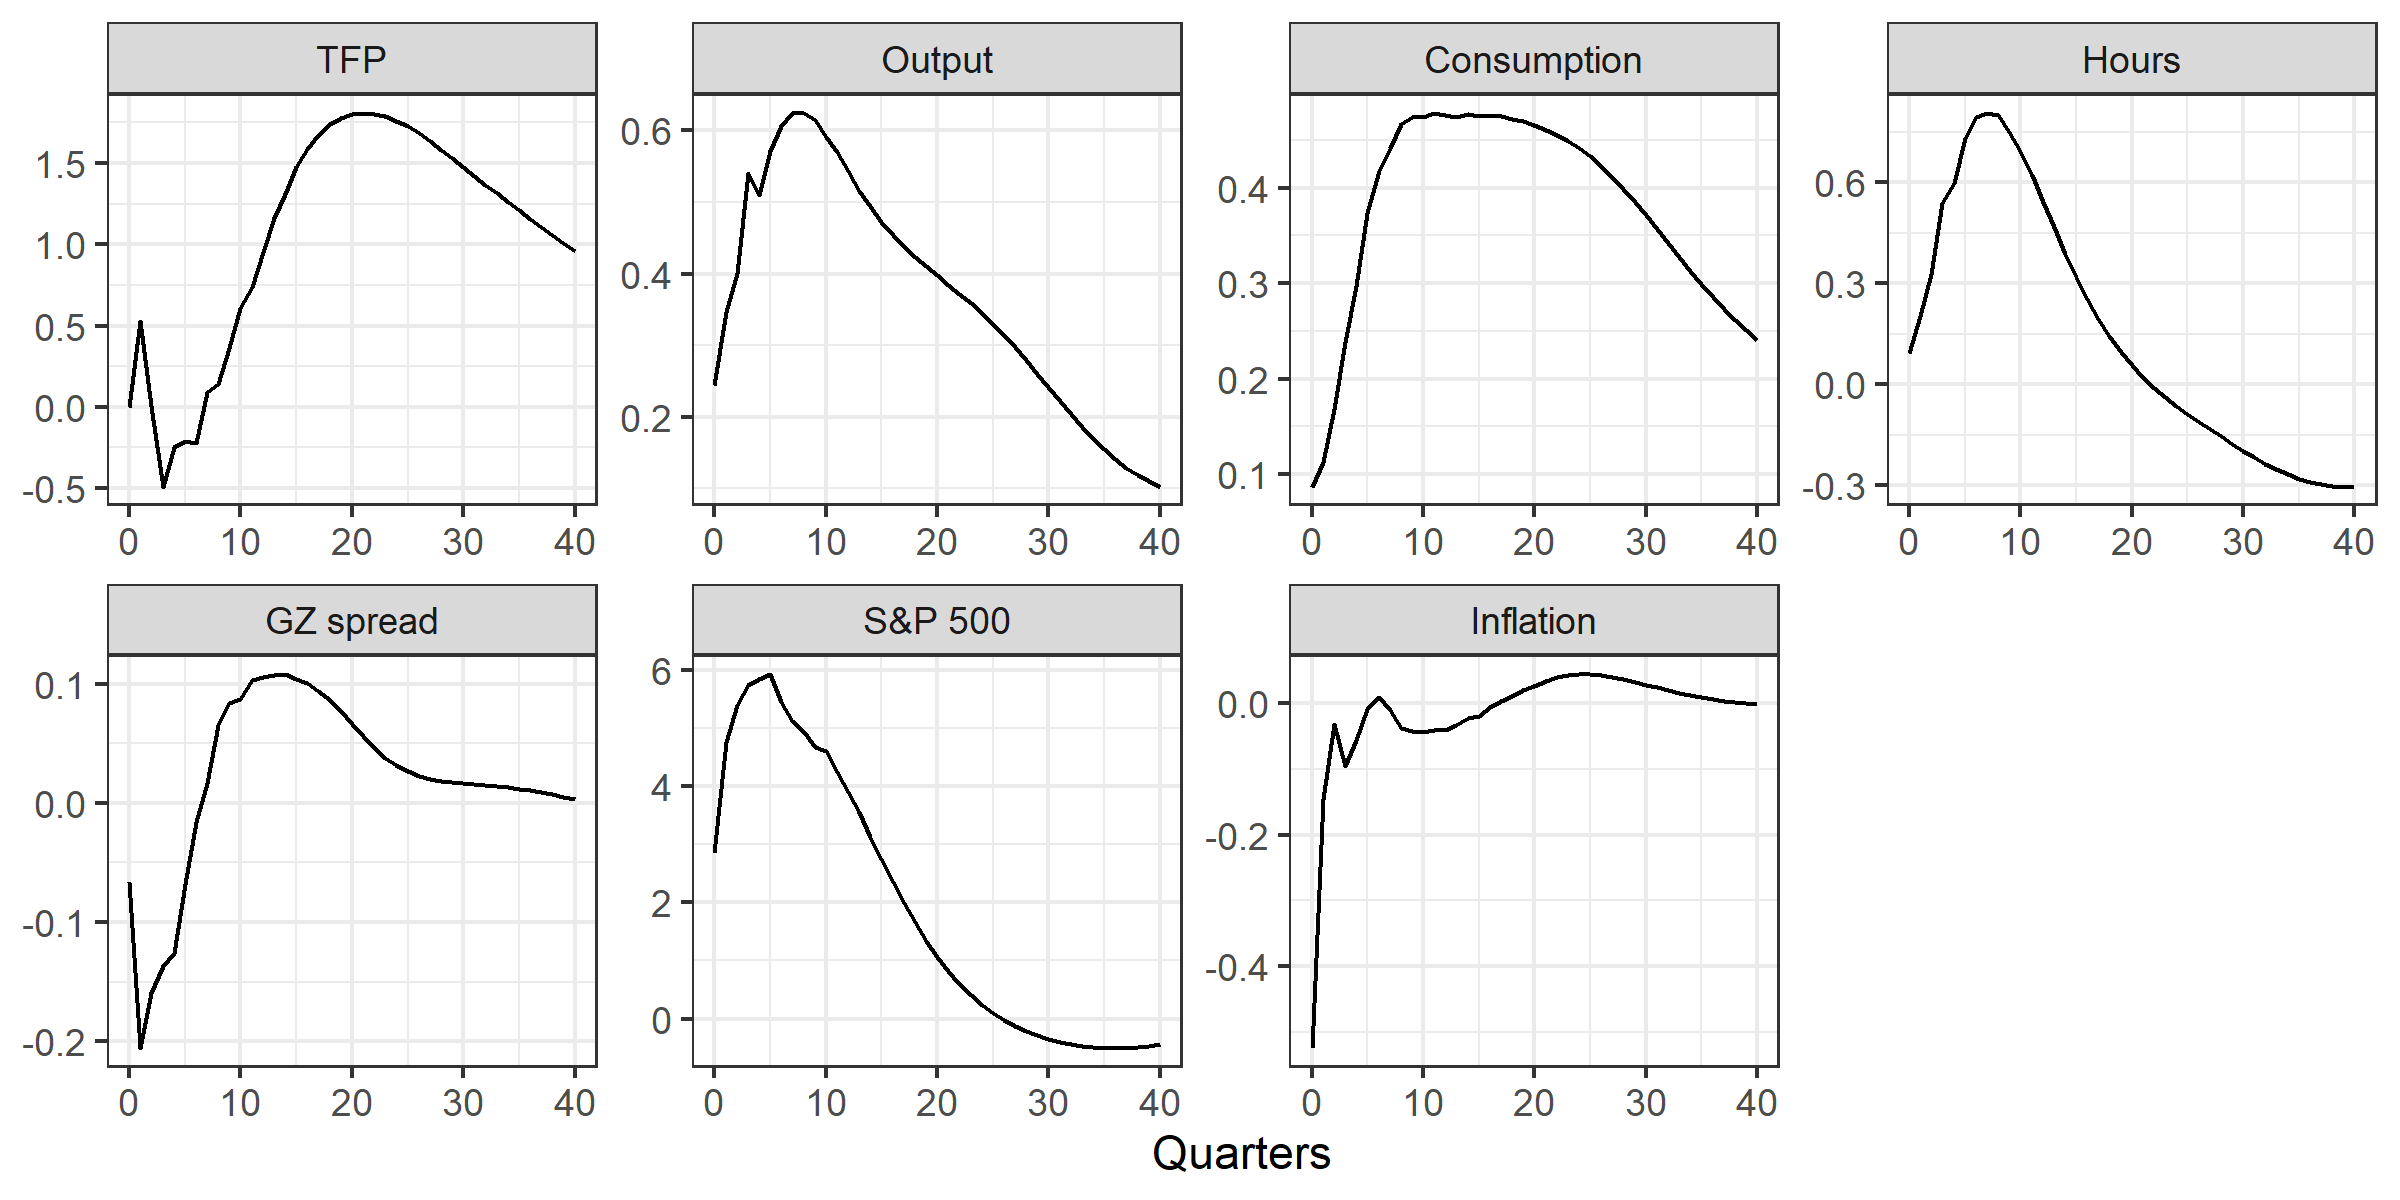 TFP Output Consumption Hours
1.5 0.6 0.4 0.6
1.0 0.4 0.3 0.3
0.5 0.2 0.2 0.0
0.0 0.1 -0.3
-0.5
0 10 20 30 40 0 10 20 30 40 0 10 20 30 40 0 10 20 30 40
GZ spread S&P 500 Inflation
0.1 6 0.0
0.0 4 -0.2
-0.1 2 -0.4
-0.2 0
0 10 20 30 40 0 10 20 30 40 0 10 20 30 40
Quarters